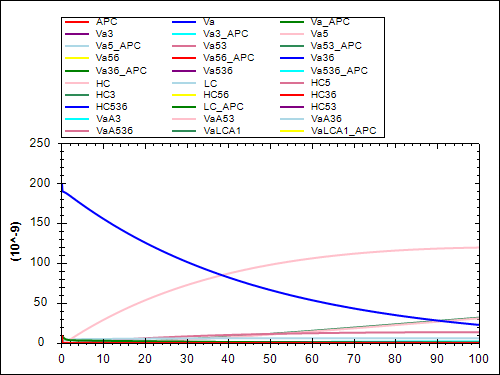 APC Va Va_APC
Va3 Va3_APC Va5
Va5_APC Va53 Va53_APC
Va56 Va56_APC Va36
Va36_APC Va536 Va536_APC
HC LC HC5
HC3 HC56 HC36
HC536 LC_APC HC53
VaA3 VaA53 VaA36
VaA536 VaLCA1 VaLCA1_APC
250
200
150
(10^-9)
100
50
0
0 10 20 30 40 50 60 70 80 90 100